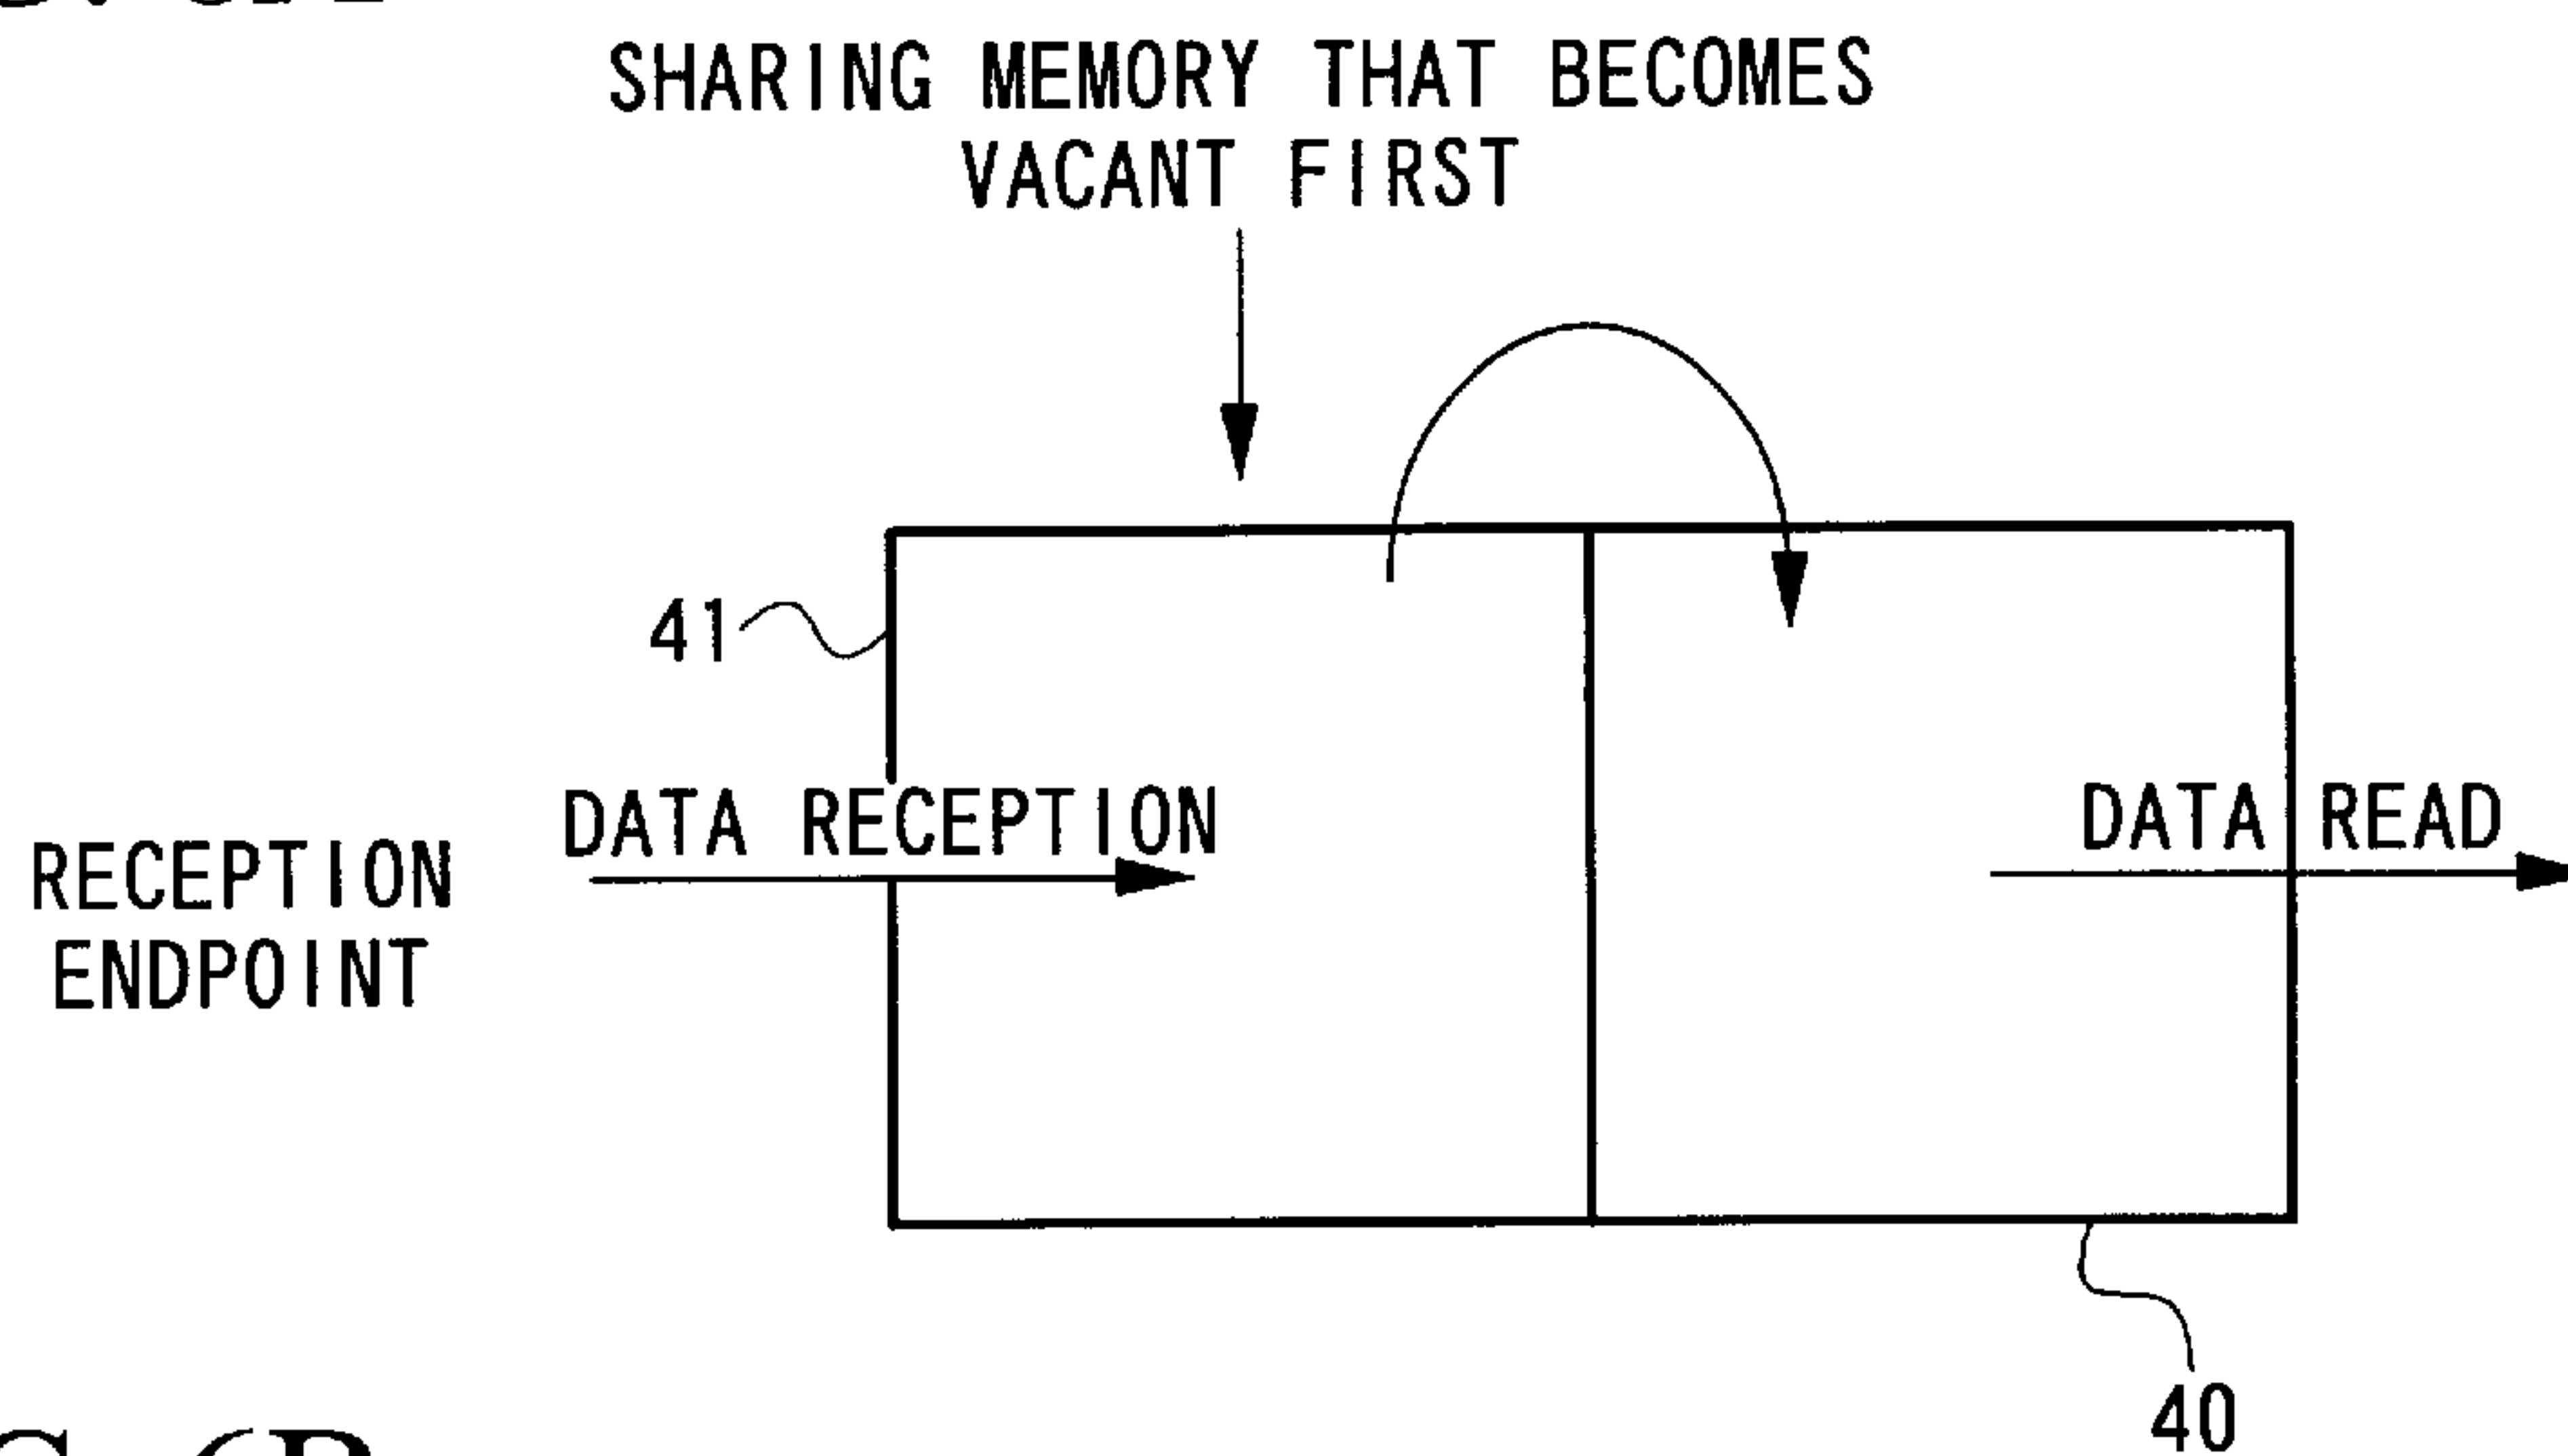 SHARING MEMORY THAT BECOMES
VACANT FIRST
41
DATA RECEPTION
DATA READ
RECEPTION
ENDPOINT
40